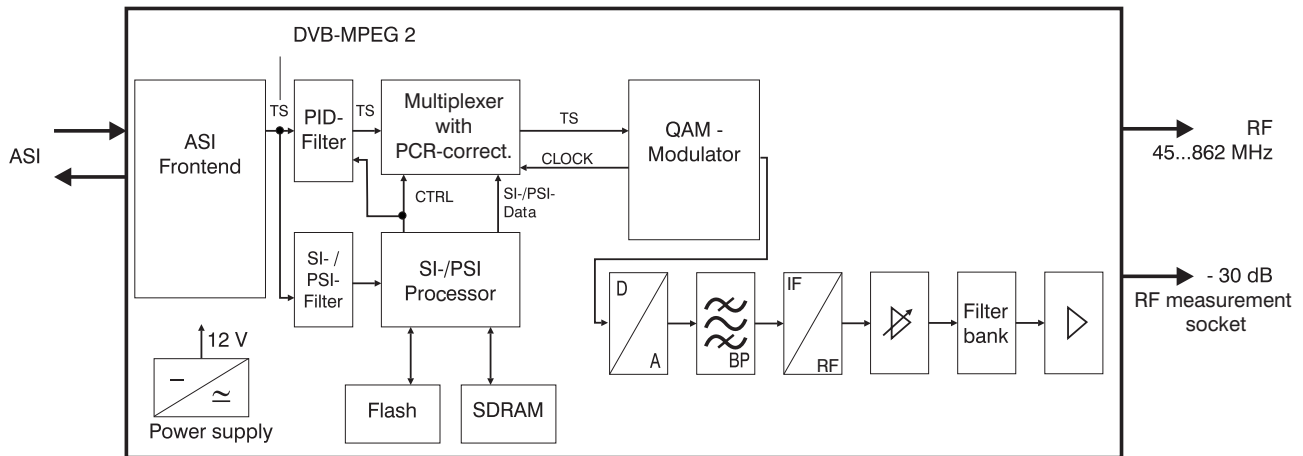 DVB-MPEG 2
ASI
ASI
Frontend
TS
PID-
Filter
TS
Multiplexer
with
PCR-correct.
TS
CLOCK
QAM -
Modulator
RF
45...862 MHz
CTRL
SI-/PSI-
Data
SI- /
PSI-
Filter
SI-/PSI
Processor
D
A
BP
IF
RF
Filter
bank
- 30 dB
RF measurement
socket
12 V
– ≃
Power supply
Flash
SDRAM